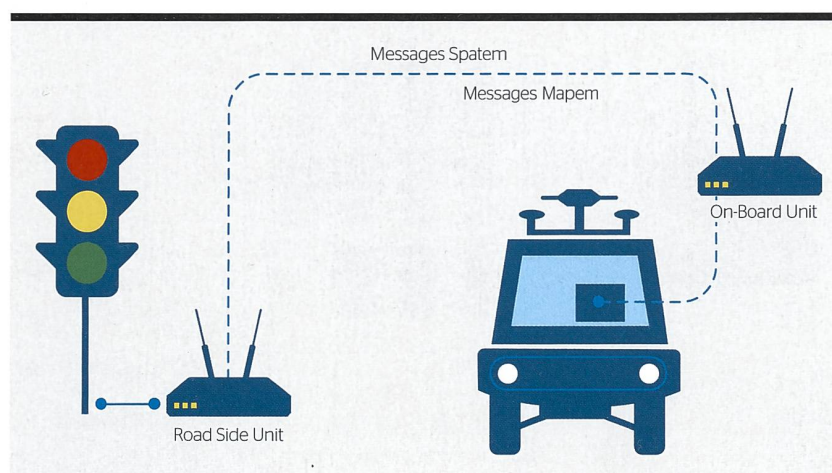 Messages Spatem
Messages Mapem
On-Board Unit
Road Side Unit